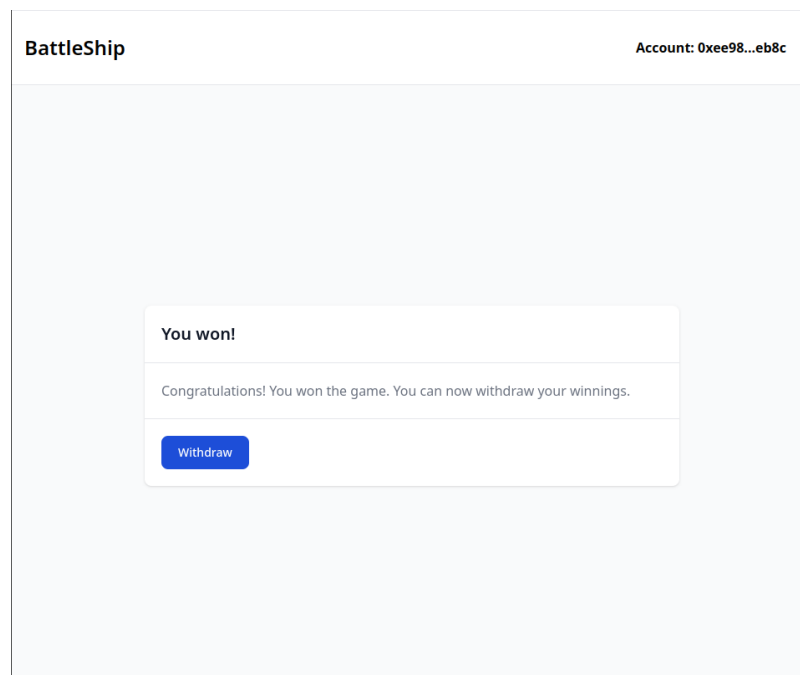 BattleShip
Account: 0xee98...eb8c
You won!
Congratulations! You won the game. You can now withdraw your winnings.
Withdraw